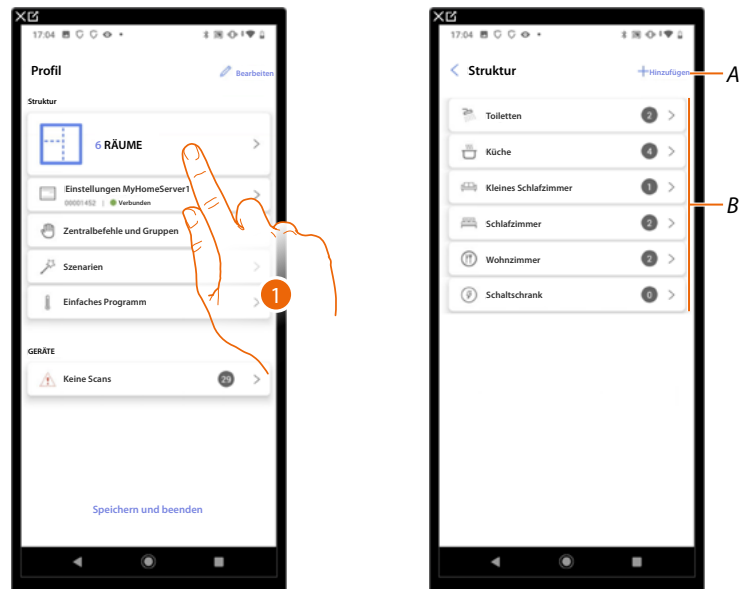 17:04
Profil
Bearbeiten
Struktur
6 RÄUME
Einstellungen MyHomeServer1
00001452 | Verbunden
Zentralbefehle und Gruppen
Szenarien
Einfaches Programm
1
GERÄTE
Keine Scans
29
Speichern und beenden
17:04
Struktur
Hinzufügen
A
Toiletten
2
Küche
4
Kleines Schlafzimmer
1
B
Schlafzimmer
2
Wohnzimmer
2
Schaltschrank
0